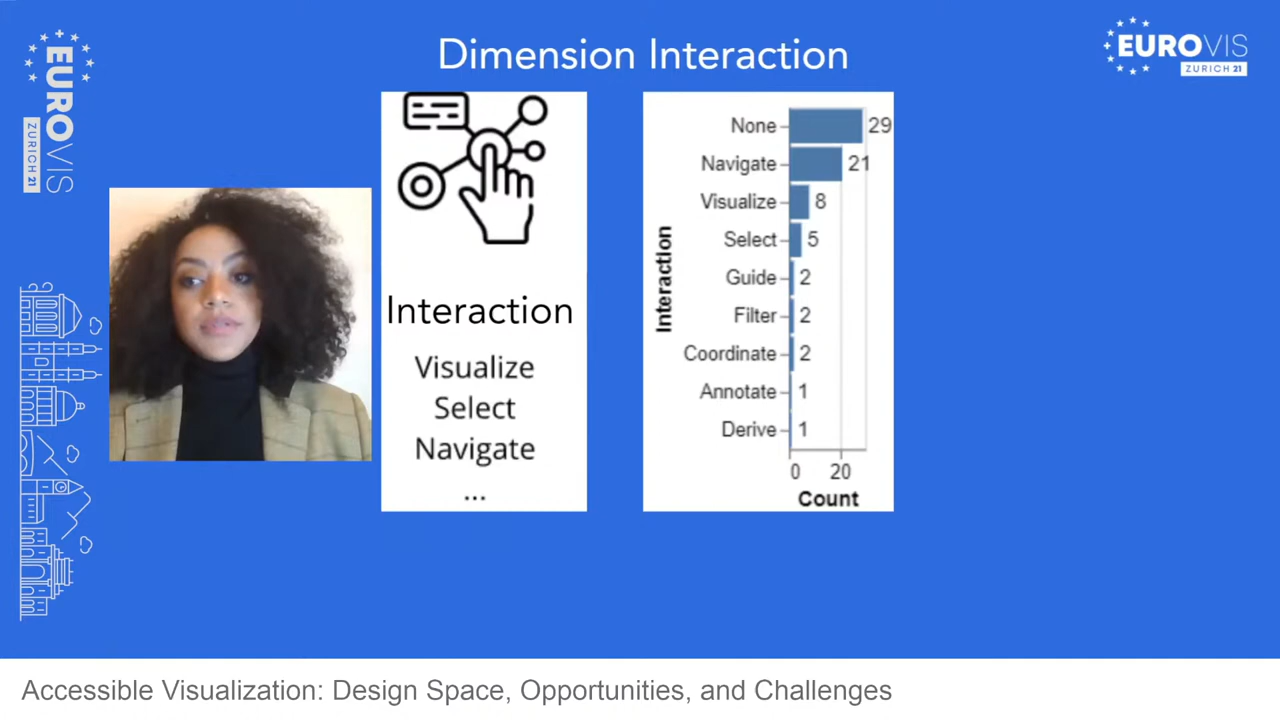 Dimension Interaction
EUROVIS
ZURICH 21
EUROVIS
ZURICH 21
Interaction
Visualize
Select
Navigate
...
Interaction
None 29
Navigate 21
Visualize 8
Select 5
Guide 2
Filter 2
Coordinate 2
Annotate 1
Derive 1
0 20
Count
Accessible Visualization: Design Space, Opportunities, and Challenges